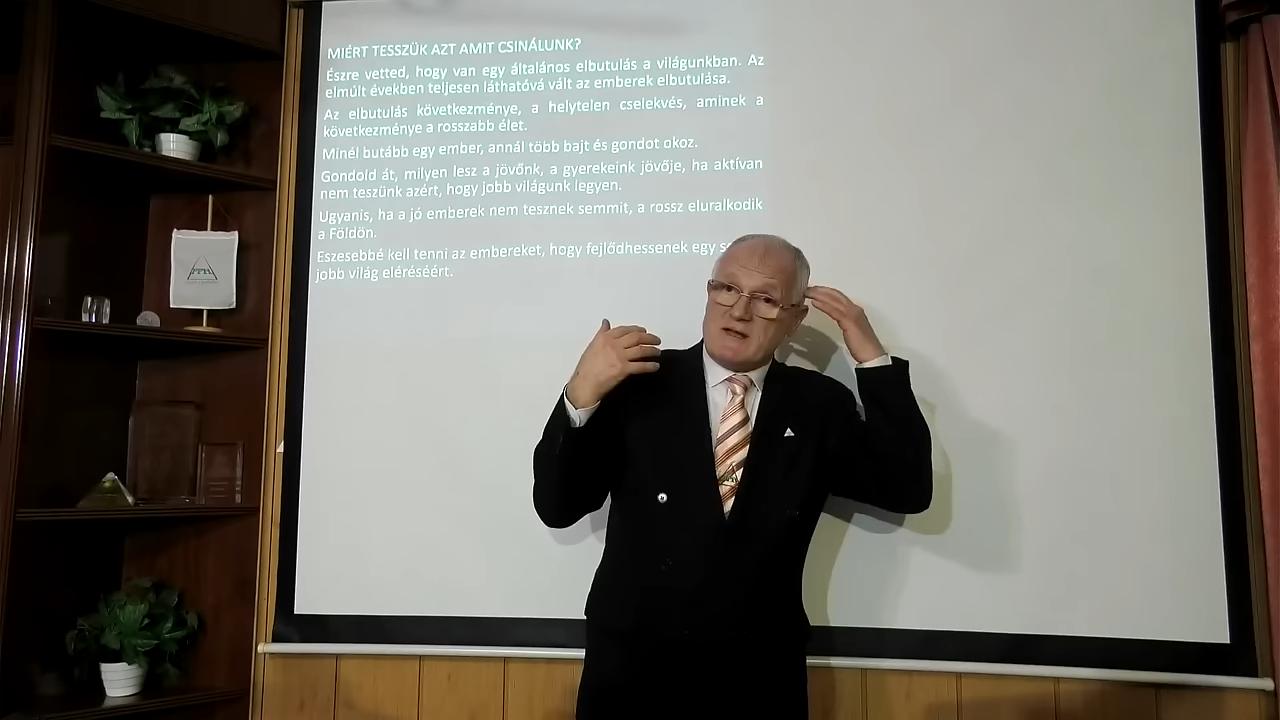 MIÉRT TESSZÜK AZT AMIT CSINÁLUNK?
Észre vetted, hogy van egy általános elbutulás a világunkban. Az
elmúlt években teljesen láthatóvá vált az emberek elbutulása.
Az elbutulás következménye, a helytelen cselekvés, aminek a
következménye a rosszabb élet.
Minél butább egy ember, annál több bajt és gondot okoz.
Gondold át, milyen lesz a jövőnk, a gyerekeink jövője, ha aktívan
nem teszünk azért, hogy jobb világunk legyen.
Ugyanis, ha a jó emberek nem tesznek semmit, a rossz eluralkodik
a Földön.
Eszesebbé kell tenni az embereket, hogy fejlődhessenek egy
jobb világ eléréséért.